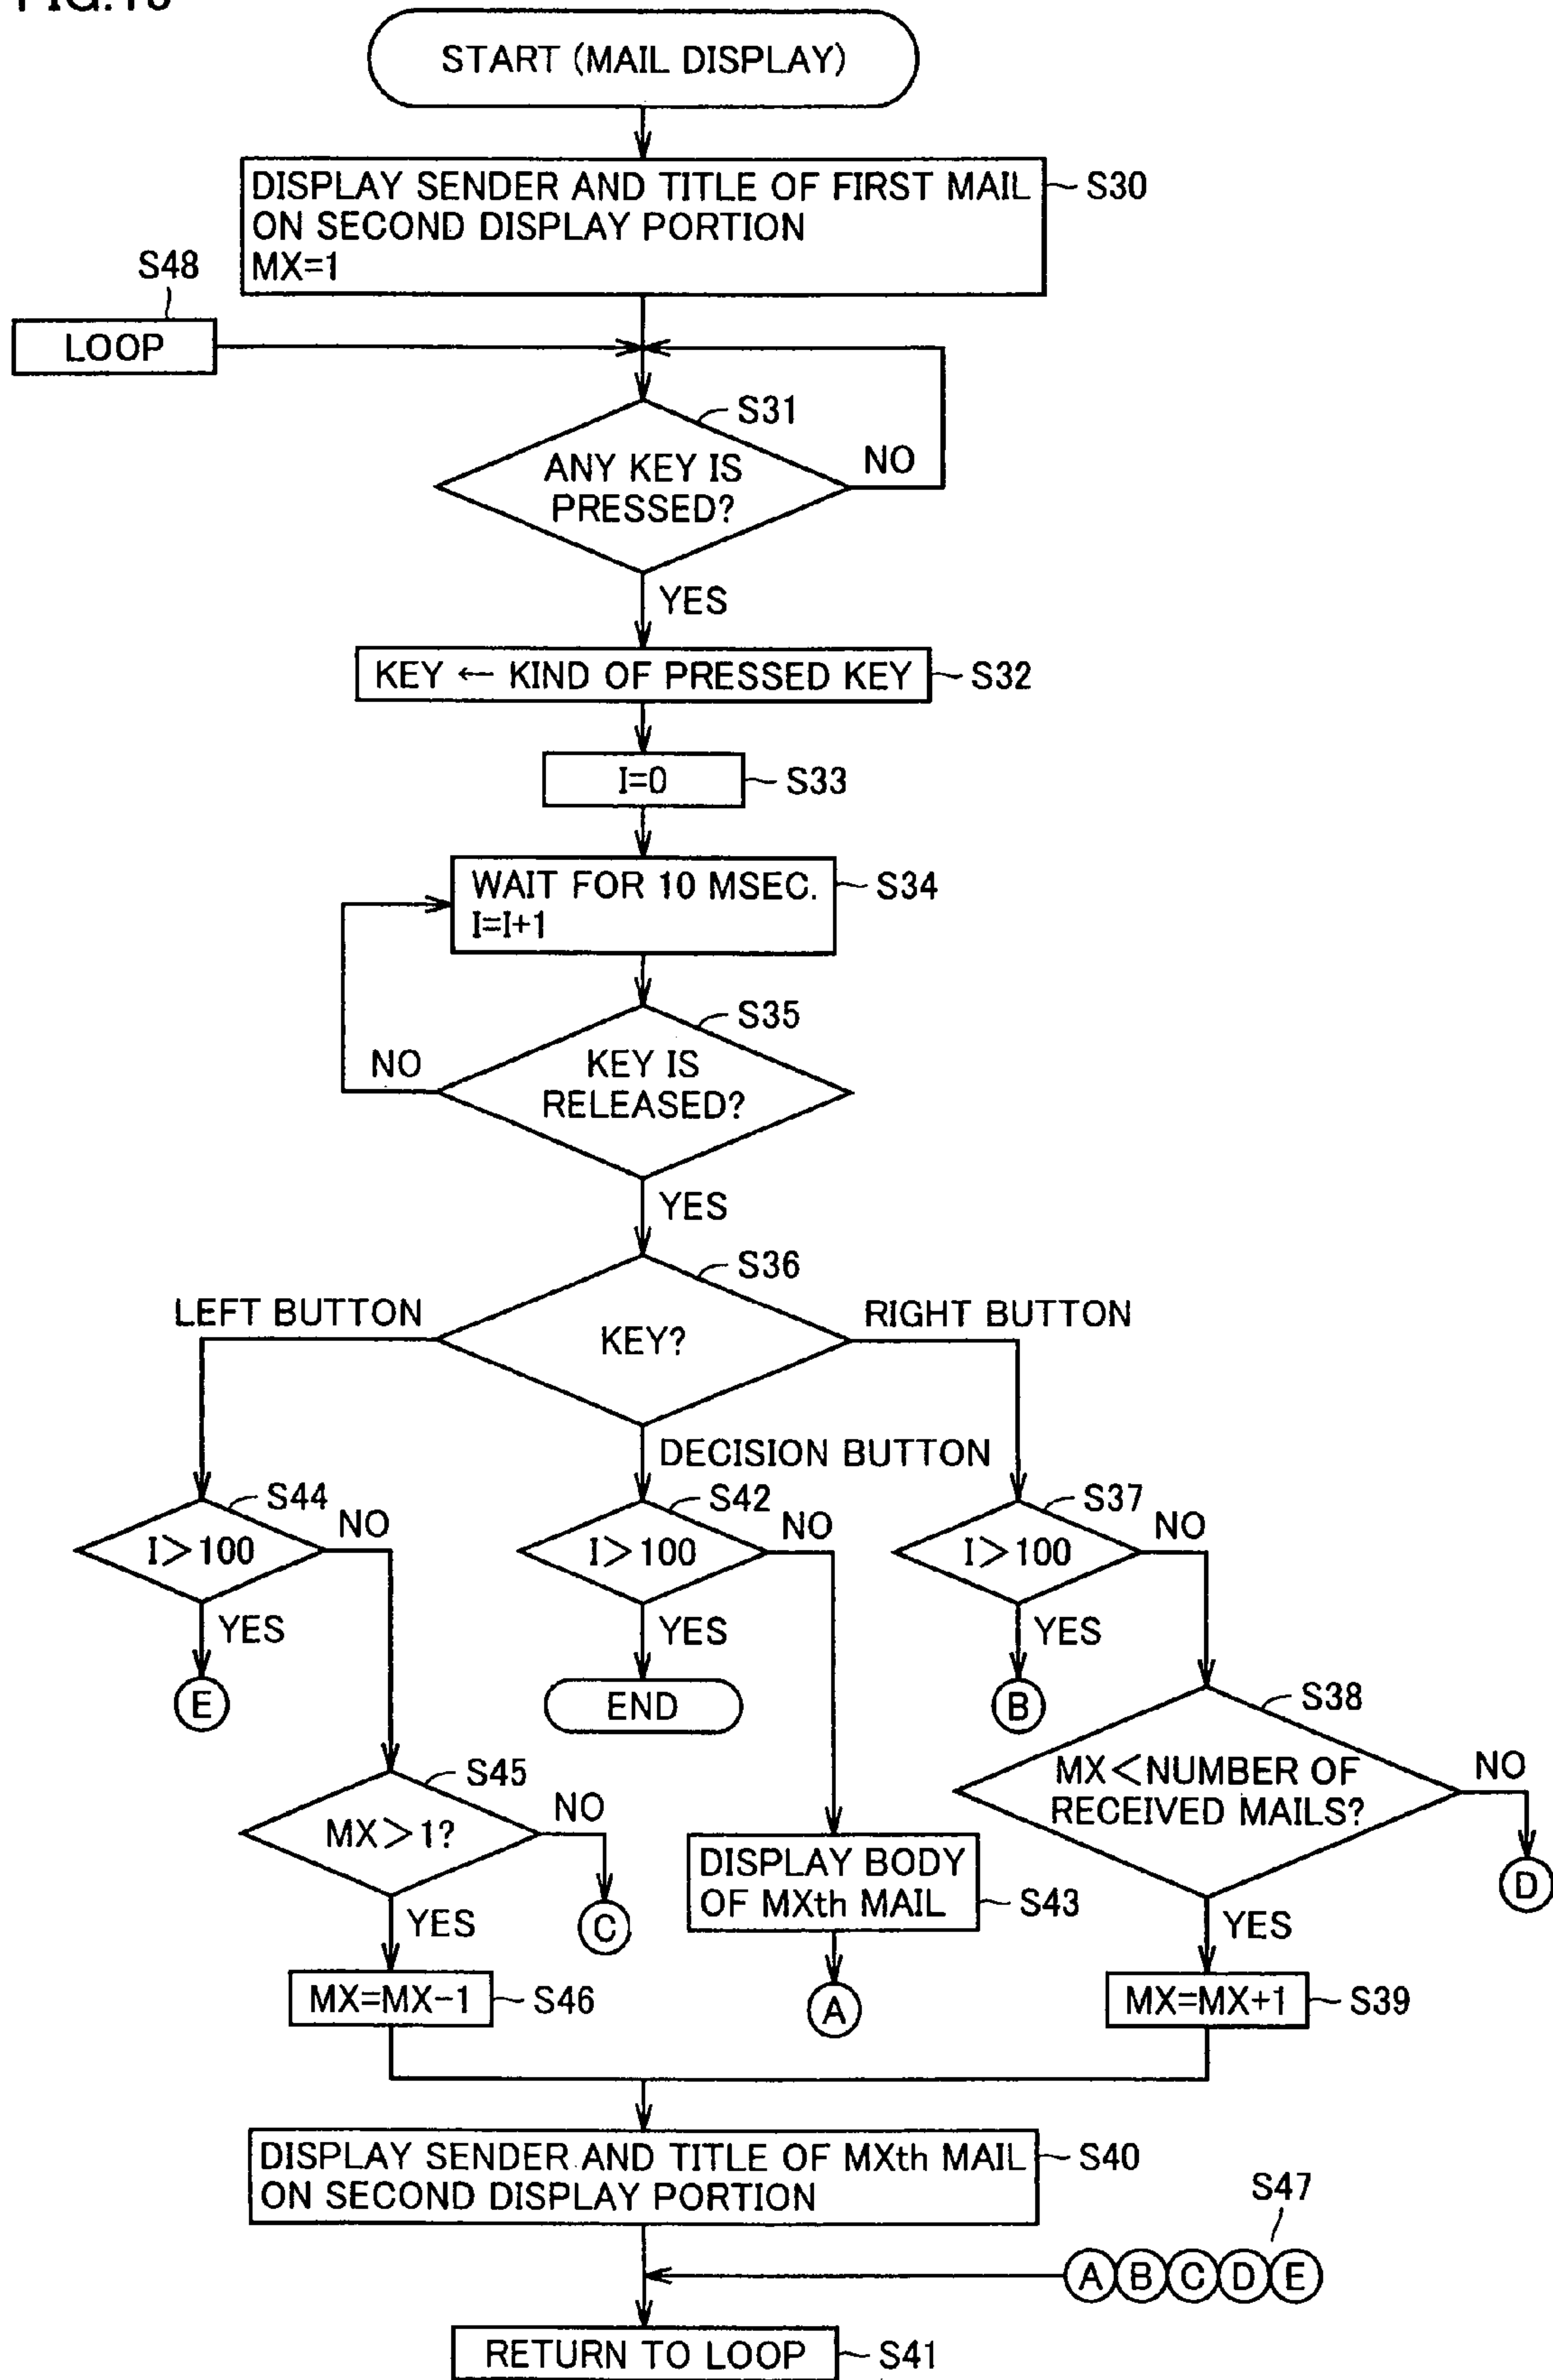 START (MAIL DISPLAY)
DISPLAY SENDER AND TITLE OF FIRST MAIL
ON SECOND DISPLAY PORTION
MX=1
S30
S48
LOOP
S31
ANY KEY IS
PRESSED?
NO
YES
KEY ← KIND OF PRESSED KEY
S32
I=0
S33
WAIT FOR 10 MSEC.
I=I+1
S34
S35
KEY IS
RELEASED?
NO
YES
S36
KEY?
LEFT BUTTON
RIGHT BUTTON
DECISION BUTTON
S44
I>100
NO
YES
E
S42
I>100
NO
YES
END
S37
I>100
NO
YES
B
S38
MX<NUMBER OF
RECEIVED MAILS?
NO
D
YES
S45
MX>1?
NO
C
YES
DISPLAY BODY
OF MXth MAIL
S43
A
MX=MX-1
S46
MX=MX+1
S39
DISPLAY SENDER AND TITLE OF MXth MAIL
ON SECOND DISPLAY PORTION
S40
S47
A B C D E
RETURN TO LOOP
S41